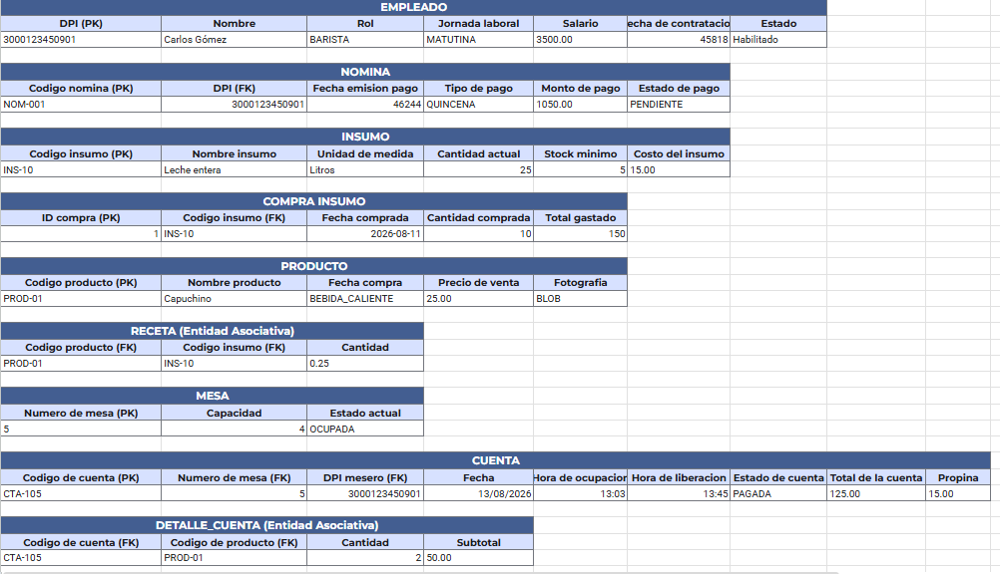 EMPLEADO
DPI (PK) Nombre Rol Jornada laboral Salario echa de contratacio Estado
3000123450901 Carlos Gómez BARISTA MATUTINA 3500.00 45818 Habilitado
NOMINA
Codigo nomina (PK) DPI (FK) Fecha emision pago Tipo de pago Monto de pago Estado de pago
NOM-001 3000123450901 46244 QUINCENA 1050.00 PENDIENTE
INSUMO
Codigo insumo (PK) Nombre insumo Unidad de medida Cantidad actual Stock minimo Costo del insumo
INS-10 Leche entera Litros 25 5 15.00
COMPRA INSUMO
ID compra (PK) Codigo insumo (FK) Fecha comprada Cantidad comprada Total gastado
1 INS-10 2026-08-11 10 150
PRODUCTO
Codigo producto (PK) Nombre producto Fecha compra Precio de venta Fotografia
PROD-01 Capuchino BEBIDA_CALIENTE 25.00 BLOB
RECETA (Entidad Asociativa)
Codigo producto (FK) Codigo insumo (FK) Cantidad
PROD-01 INS-10 0.25
MESA
Numero de mesa (PK) Capacidad Estado actual
5 4 OCUPADA
CUENTA
Codigo de cuenta (PK) Numero de mesa (FK) DPI mesero (FK) Fecha Hora de ocupacion Hora de liberacion Estado de cuenta Total de la cuenta Propina
CTA-105 5 3000123450901 13/08/2026 13:03 13:45 PAGADA 125.00 15.00
DETALLE_CUENTA (Entidad Asociativa)
Codigo de cuenta (FK) Codigo de producto (FK) Cantidad Subtotal
CTA-105 PROD-01 2 50.00